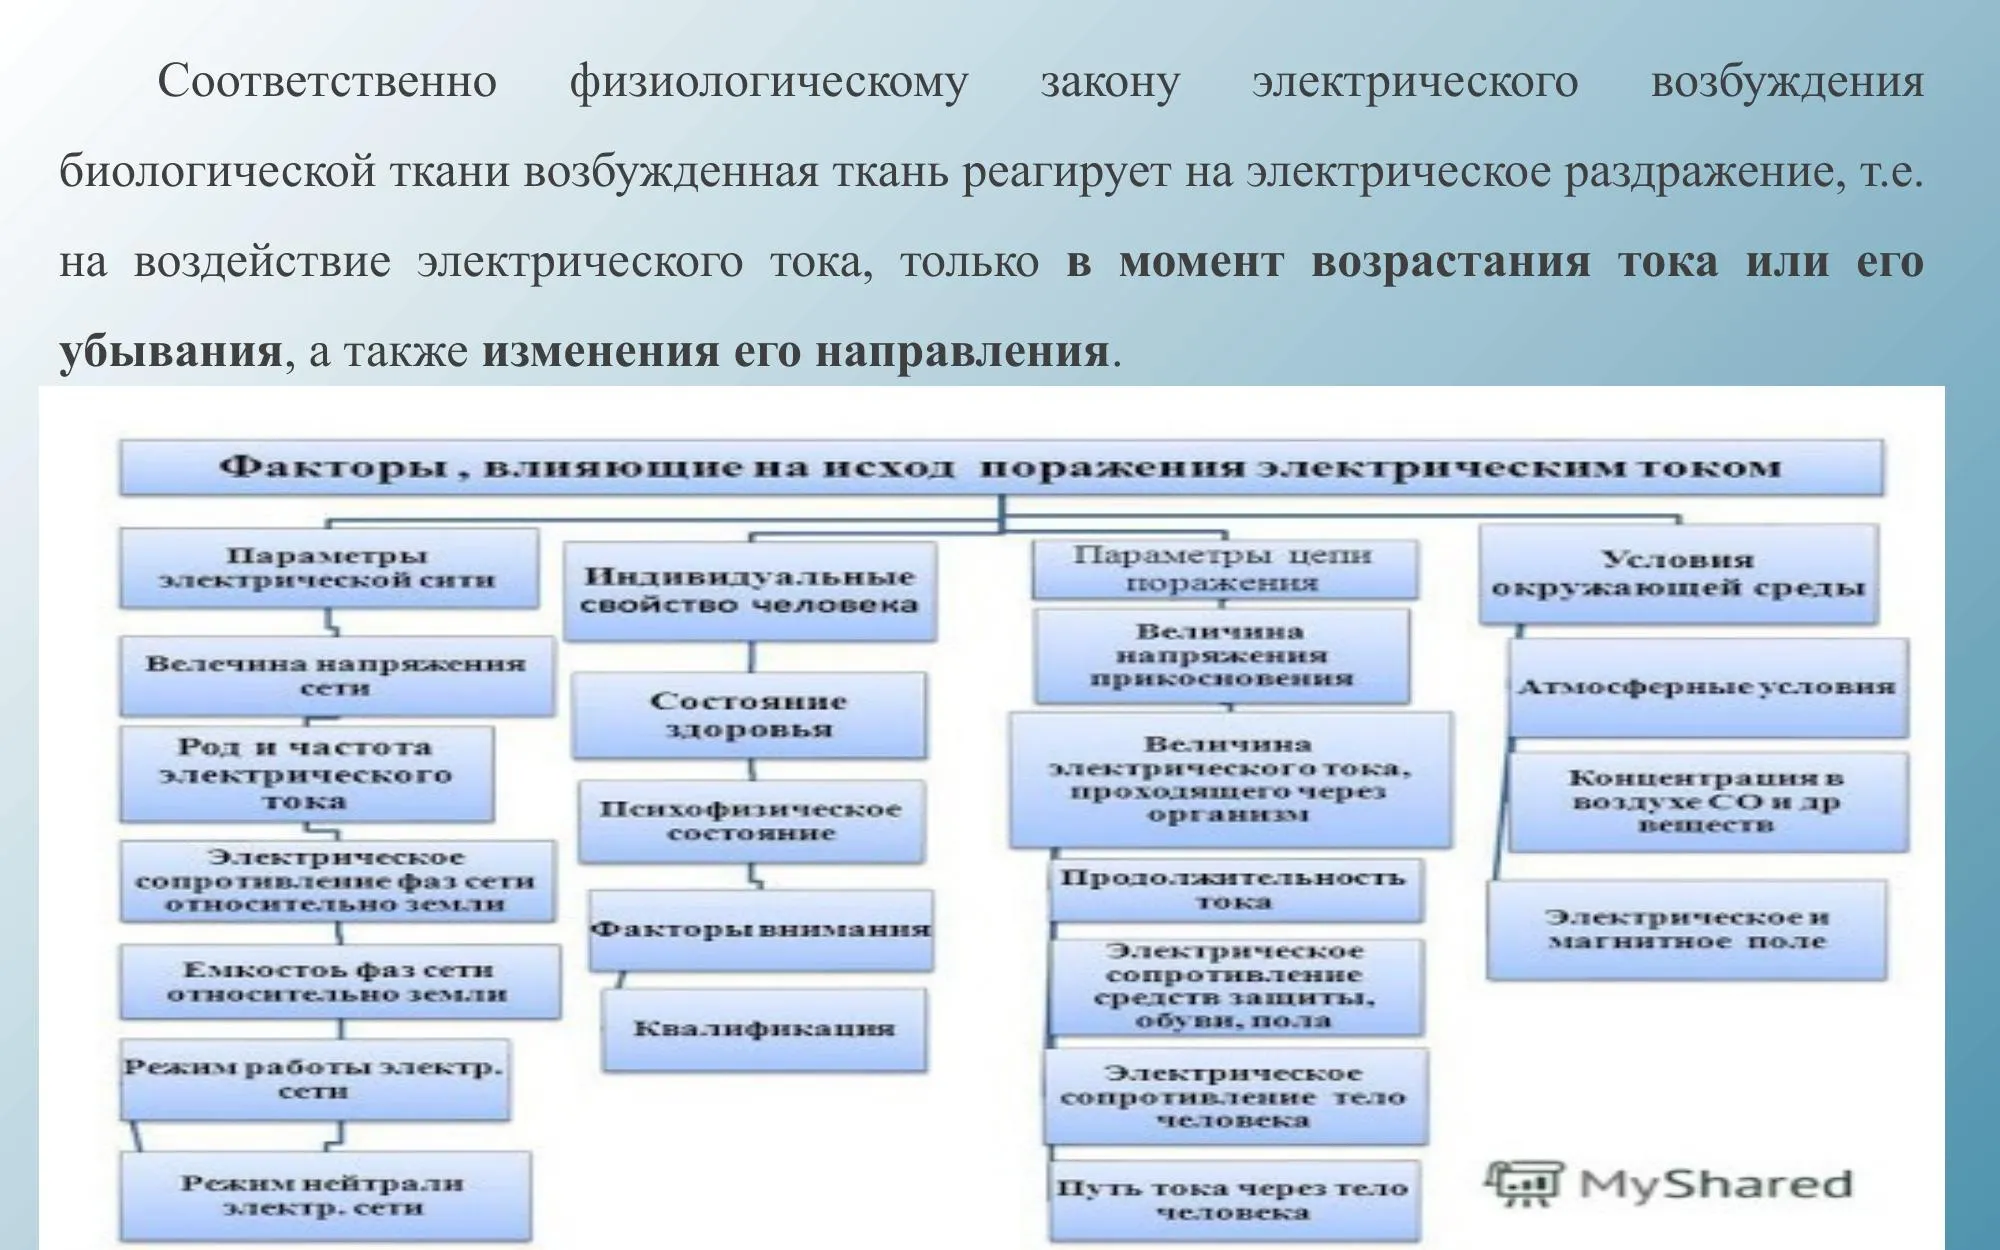 Соответственно физиологическому закону электрического возбуждения
биологической ткани возбужденная ткань реагирует на электрическое раздражение, т.е.
на воздействие электрического тока, только в момент возрастания тока или его
убывания, а также изменения его направления.
Факторы , влияющие на исход поражения электрическим током
Параметры
электрической сити
Велечина напряжения
сети
Род и частота
электрического
тока
Электрическое
сопротивление фаз сети
относительно земли
Емкостоь фаз сети
относительно земли
Режим работы электр.
сети
Режим нейтрали
электр. сети
Индивидуальные
свойство человека
Состояние
здоровья
Психофизическое
состояние
Факторы внимания
Квалификация
Параметры цепи
поражения
Величина
напряжения
прикосновения
Величина
электрического тока,
проходящего через
организм
Продолжительность
тока
Электрическое
сопротивление
средств защиты,
обуви, пола
Электрическое
сопротивление тело
человека
Путь тока через тело
человека
Условия
окружающей среды
Атмосферные условия
Концентрация в
воздухе СО и др
веществ
Электрическое и
магнитное поле
MyShared